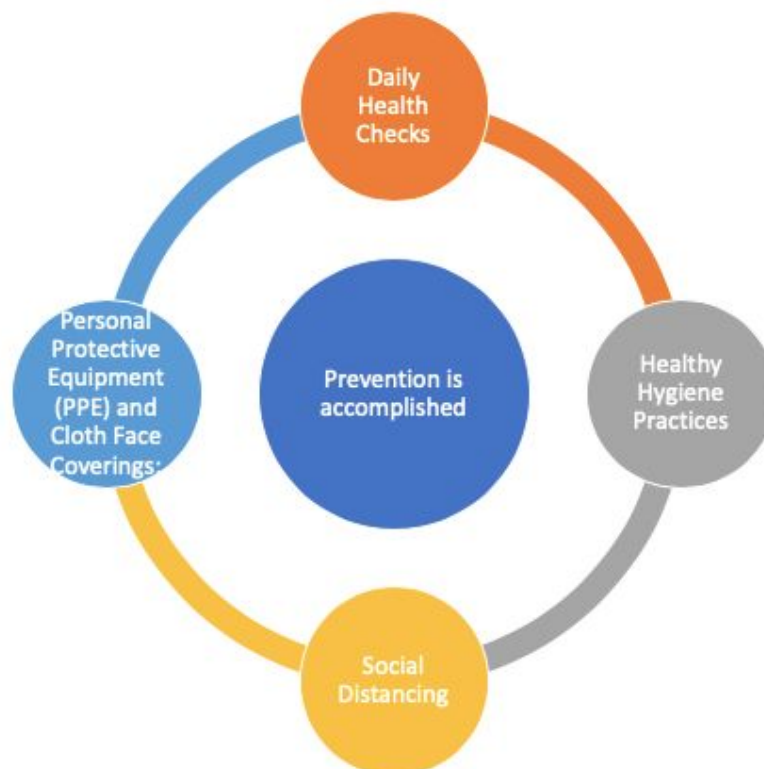 Daily
Health
Checks
Personal
Protective
Equipment
(PPE) and
Cloth Face
Coverings:
Prevention is
accomplished
Healthy
Hygiene
Practices
Social
Distancing